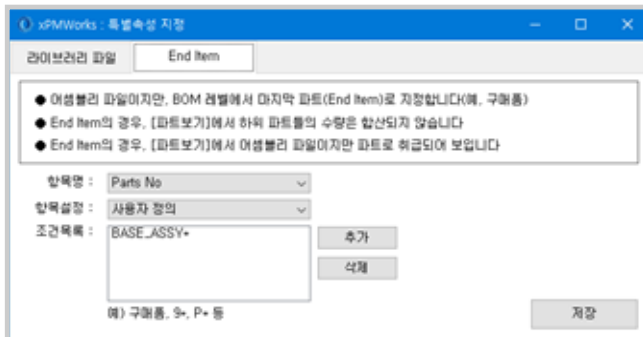 xPMWorks : 특별속성 지정
라이브러리 파일
End Item
● 어셈블리 파일이지만, BOM 레벨에서 마지막 파트(End Item)로 지정합니다(예, 구매품)
● End Item의 경우, [파트보기]에서 하위 파트들의 수량은 합산되지 않습니다
● End Item의 경우, [파트보기]에서 어셈블리 파일이지만 파트로 취급되어 보입니다
항목명 : Parts No
항목설정 : 사용자 정의
조건목록 : BASE_ASSY*
추가
삭제
예) 구매품, 9*, P* 등
저장